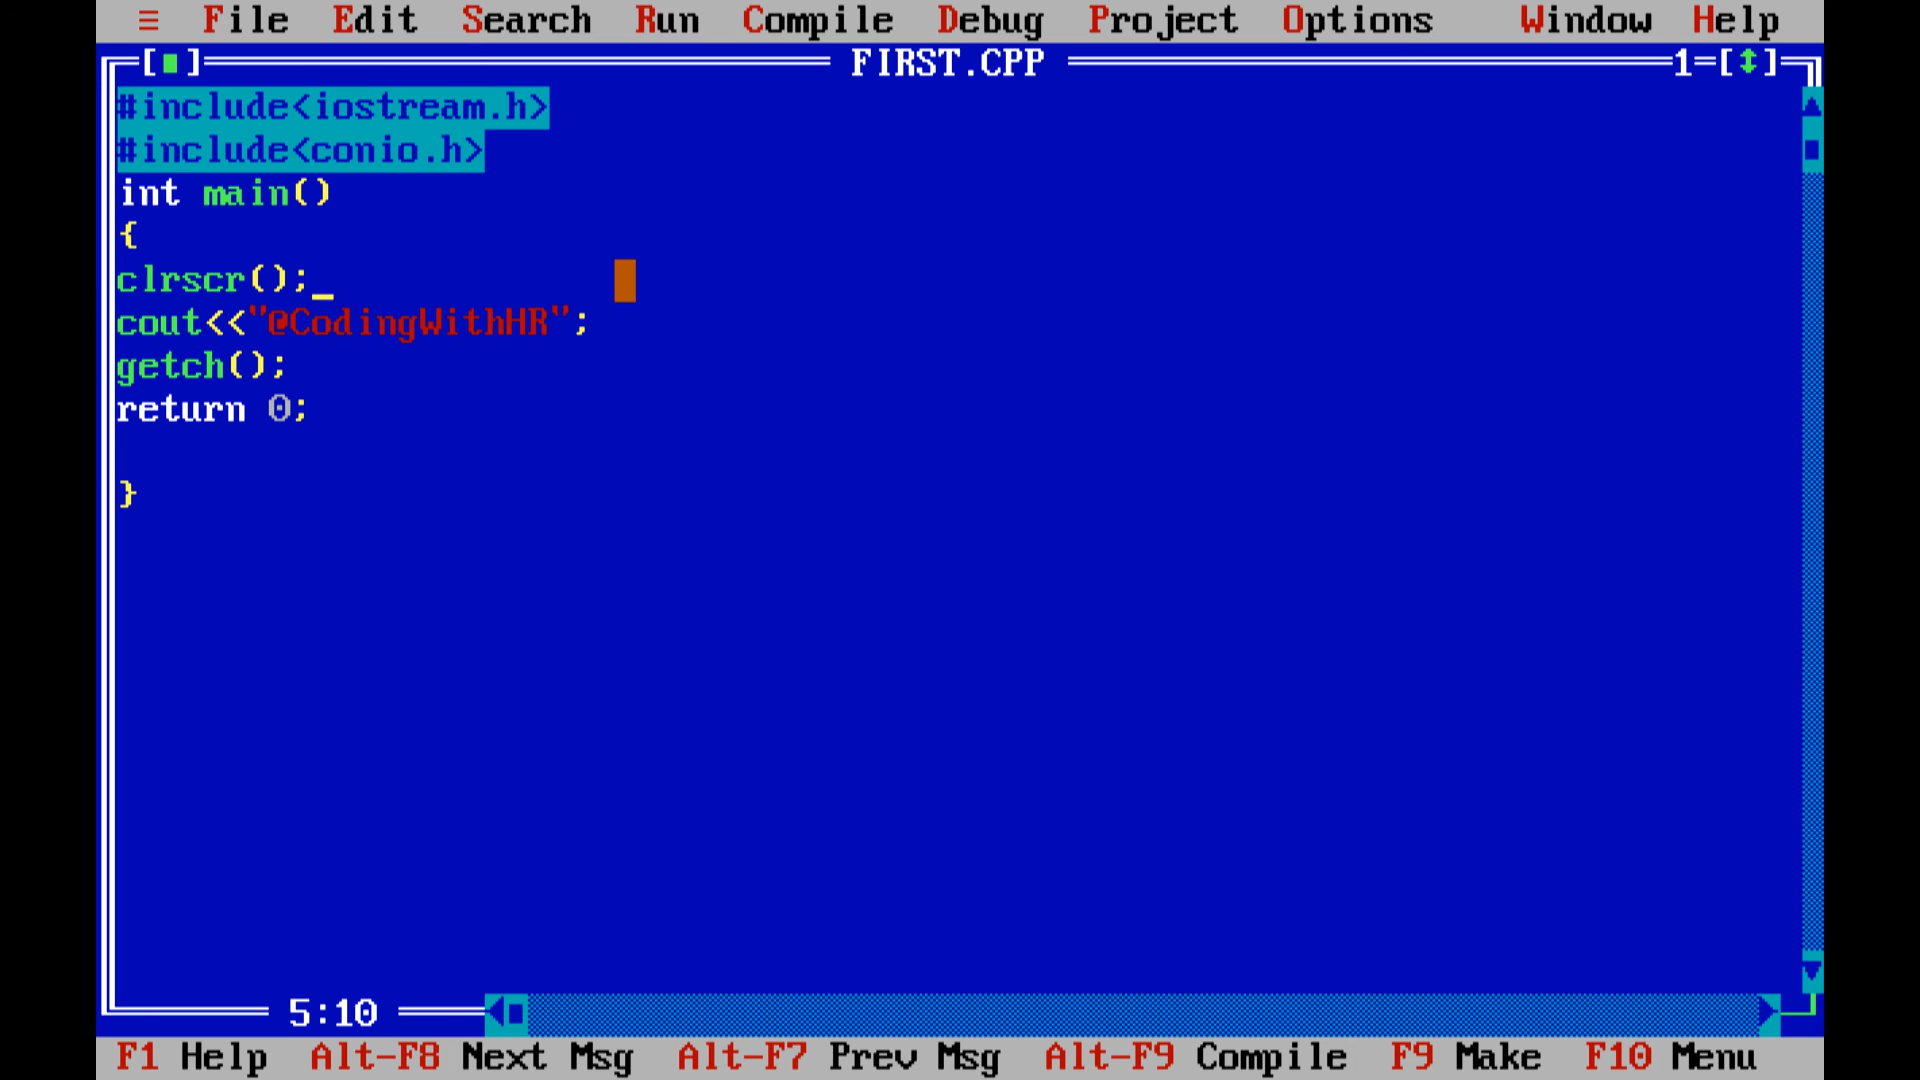 ≡ File Edit Search Run Compile Debug Project Options Window Help
[■] FIRST.CPP 1=[↕]
#include<iostream.h>
#include<conio.h>
int main()
{
clrscr();
cout<<"@CodingWithHR";
getch();
return 0;
}
5:10
F1 Help Alt-F8 Next Msg Alt-F7 Prev Msg Alt-F9 Compile F9 Make F10 Menu